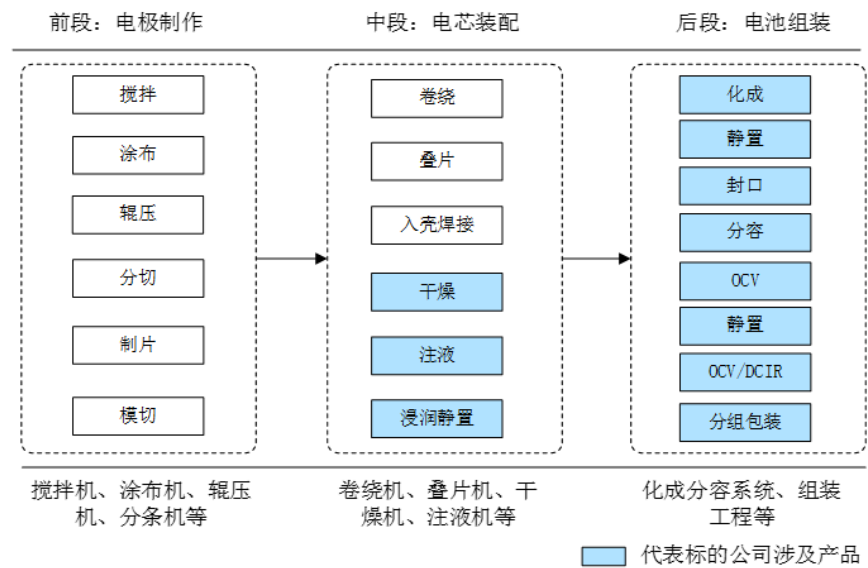 前段：电极制作
搅拌
涂布
辊压
分切
制片
模切
搅拌机、涂布机、辊压
机、分条机等
中段：电芯装配
卷绕
叠片
入壳焊接
干燥
注液
浸润静置
卷绕机、叠片机、干
燥机、注液机等
后段：电池组装
化成
静置
封口
分容
OCV
静置
OCV/DCIR
分组包装
化成分容系统、组装
工程等
代表标的公司涉及产品